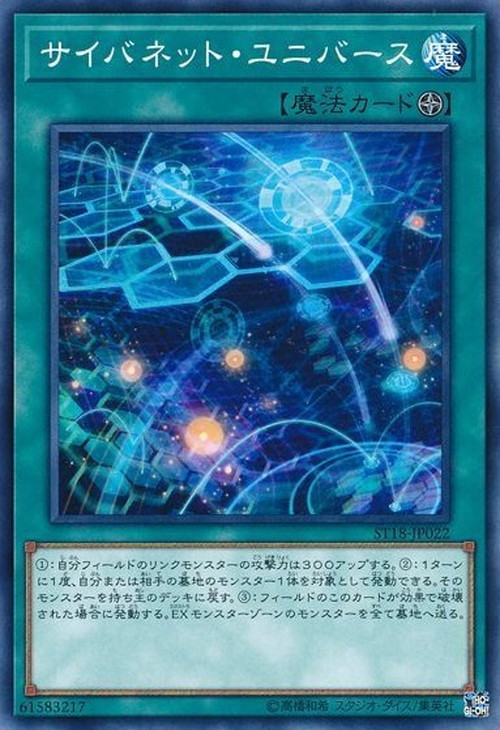 サイバネット・ユニバース 魔
【魔法カード】
ST18-JP022
①:自分フィールドのリンクモンスターの攻撃力は300アップする。②:1ターン
に1度、自分または相手の墓地のモンスター1体を対象として発動できる。その
モンスターを持ち主のデッキに戻す。③:フィールドのこのカードが効果で破壊
された場合に発動する。EXモンスターゾーンのモンスターを全て墓地へ送る。
61583217 ©高橋和希 スタジオ・ダイス/集英社